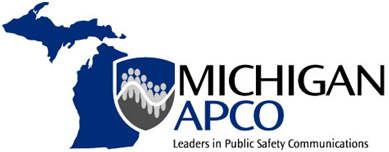 MICHIGAN
APCO
Leaders in Public Safety Communications